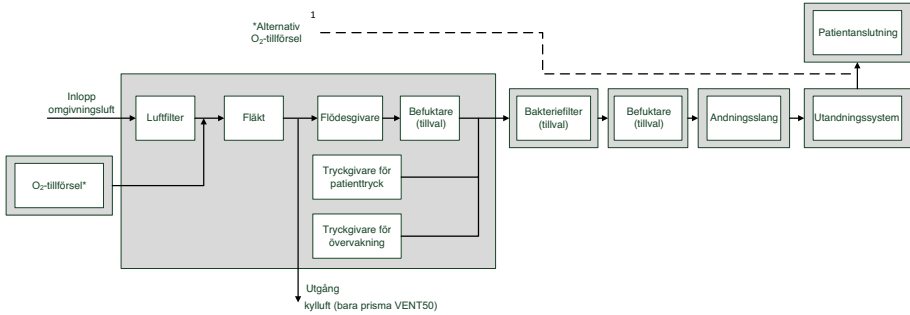 1
*Alternativ
O₂-tillförsel
Patientanslutning
Inlopp
omgivningsluft
Luftfilter
Fläkt
Flödesgivare
Befuktare
(tillval)
Bakteriefilter
(tillval)
Befuktare
(tillval)
Andningsslang
Utandningssystem
O₂-tillförsel*
Tryckgivare för
patienttryck
Tryckgivare för
övervakning
Utgång
kylluft (bara prisma VENT50)